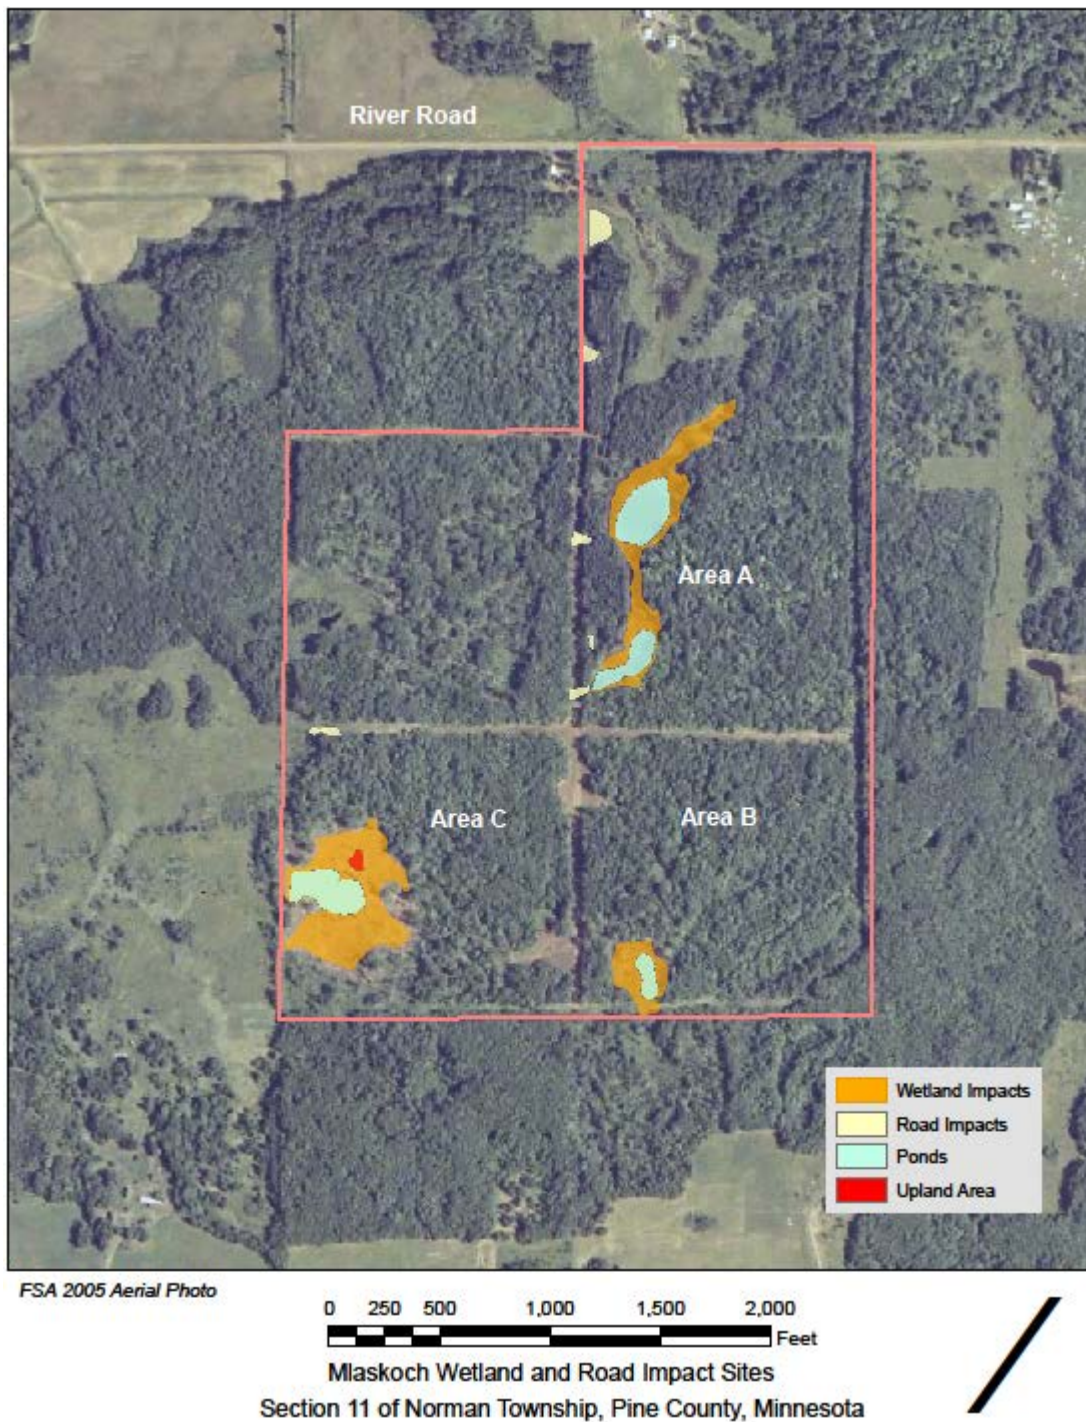 River Road
Area A
Area C
Area B
Wetland Impacts
Road Impacts
Ponds
Upland Area
FSA 2005 Aerial Photo
0 250 500 1,000 1,500 2,000
Feet
Mlaskoch Wetland and Road Impact Sites
Section 11 of Norman Township, Pine County, Minnesota